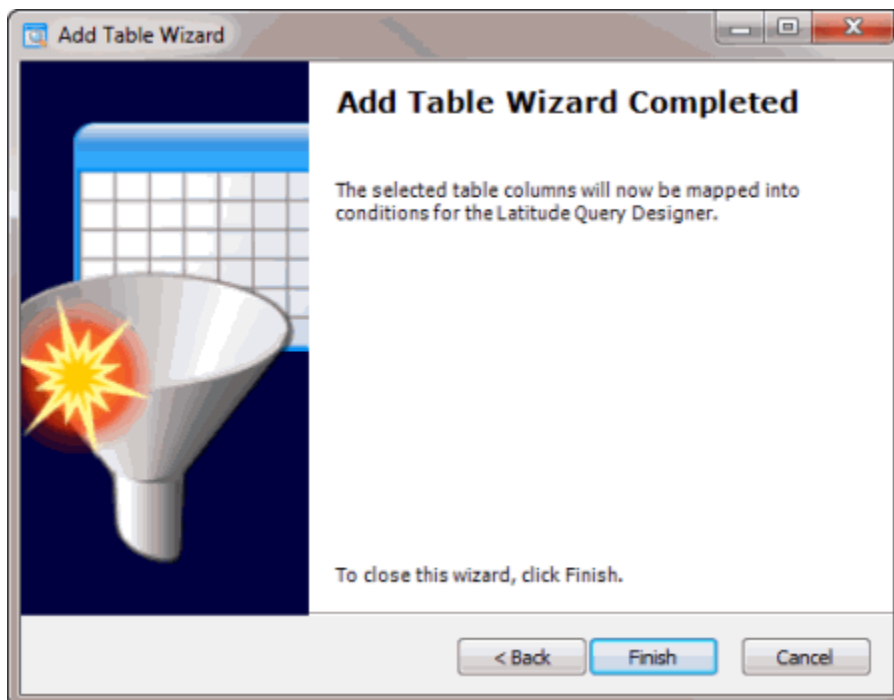 Add Table Wizard
Add Table Wizard Completed
The selected table columns will now be mapped into
conditions for the Latitude Query Designer.
To close this wizard, click Finish.
< Back
Finish
Cancel